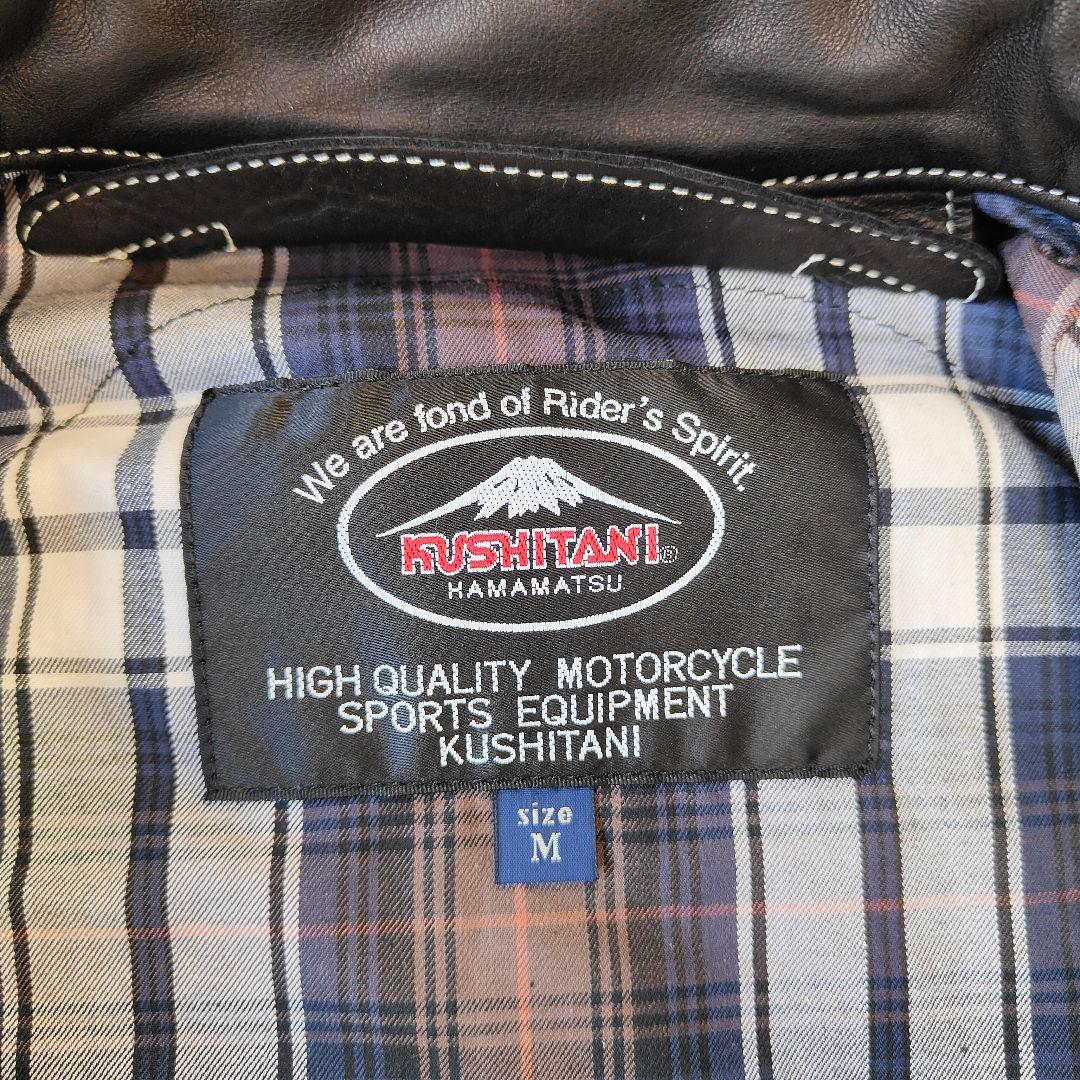 We are fond of Rider's Spirit.
KUSHITANI®
HAMAMATSU
HIGH QUALITY MOTORCYCLE
SPORTS EQUIPMENT
KUSHITANI
size
M